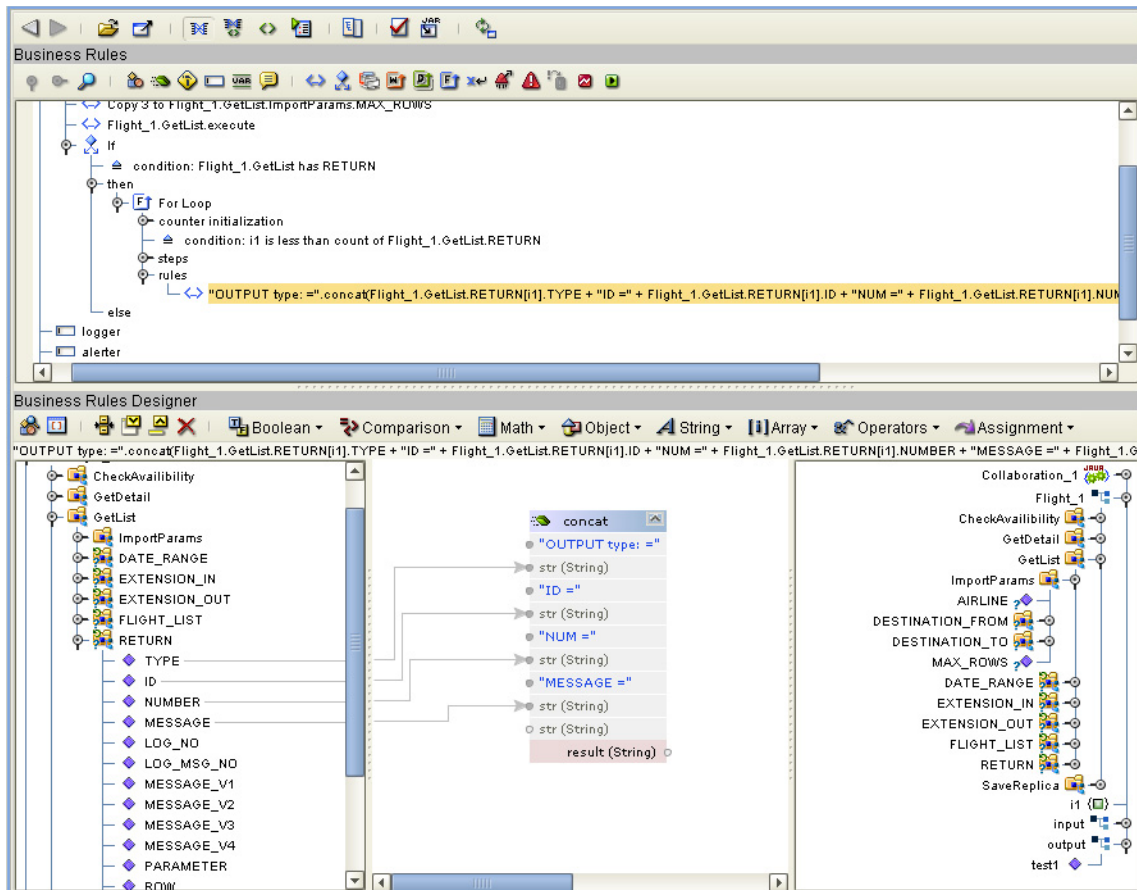 JAR
Business Rules
VAR
Copy 3 to Flight_1.GetList.ImportParams.MAX_ROWS
Flight_1.GetList.execute
If
condition: Flight_1.GetList has RETURN
then
For Loop
counter initialization
condition: i1 is less than count of Flight_1.GetList.RETURN
steps
rules
"OUTPUT type: =".concat(Flight_1.GetList.RETURN[i1].TYPE + "ID =" + Flight_1.GetList.RETURN[i1].ID + "NUM =" + Flight_1.GetList.RETURN[i1].NUM
else
logger
alerter
Business Rules Designer
Boolean Comparison Math Object String [i] Array Operators Assignment
"OUTPUT type: =".concat(Flight_1.GetList.RETURN[i1].TYPE + "ID =" + Flight_1.GetList.RETURN[i1].ID + "NUM =" + Flight_1.GetList.RETURN[i1].NUMBER + "MESSAGE =" + Flight_1.G
CheckAvailibility
GetDetail
GetList
ImportParams
DATE_RANGE
EXTENSION_IN
EXTENSION_OUT
FLIGHT_LIST
RETURN
TYPE
ID
NUMBER
MESSAGE
LOG_NO
LOG_MSG_NO
MESSAGE_V1
MESSAGE_V2
MESSAGE_V3
MESSAGE_V4
PARAMETER
ROW
concat
"OUTPUT type: ="
str (String)
"ID ="
str (String)
"NUM ="
str (String)
"MESSAGE ="
str (String)
str (String)
result (String)
Collaboration_1 JAVA
Flight_1
CheckAvailibility
GetDetail
GetList
ImportParams
AIRLINE
DESTINATION_FROM
DESTINATION_TO
MAX_ROWS
DATE_RANGE
EXTENSION_IN
EXTENSION_OUT
FLIGHT_LIST
RETURN
SaveReplica
i1
input
output
test1